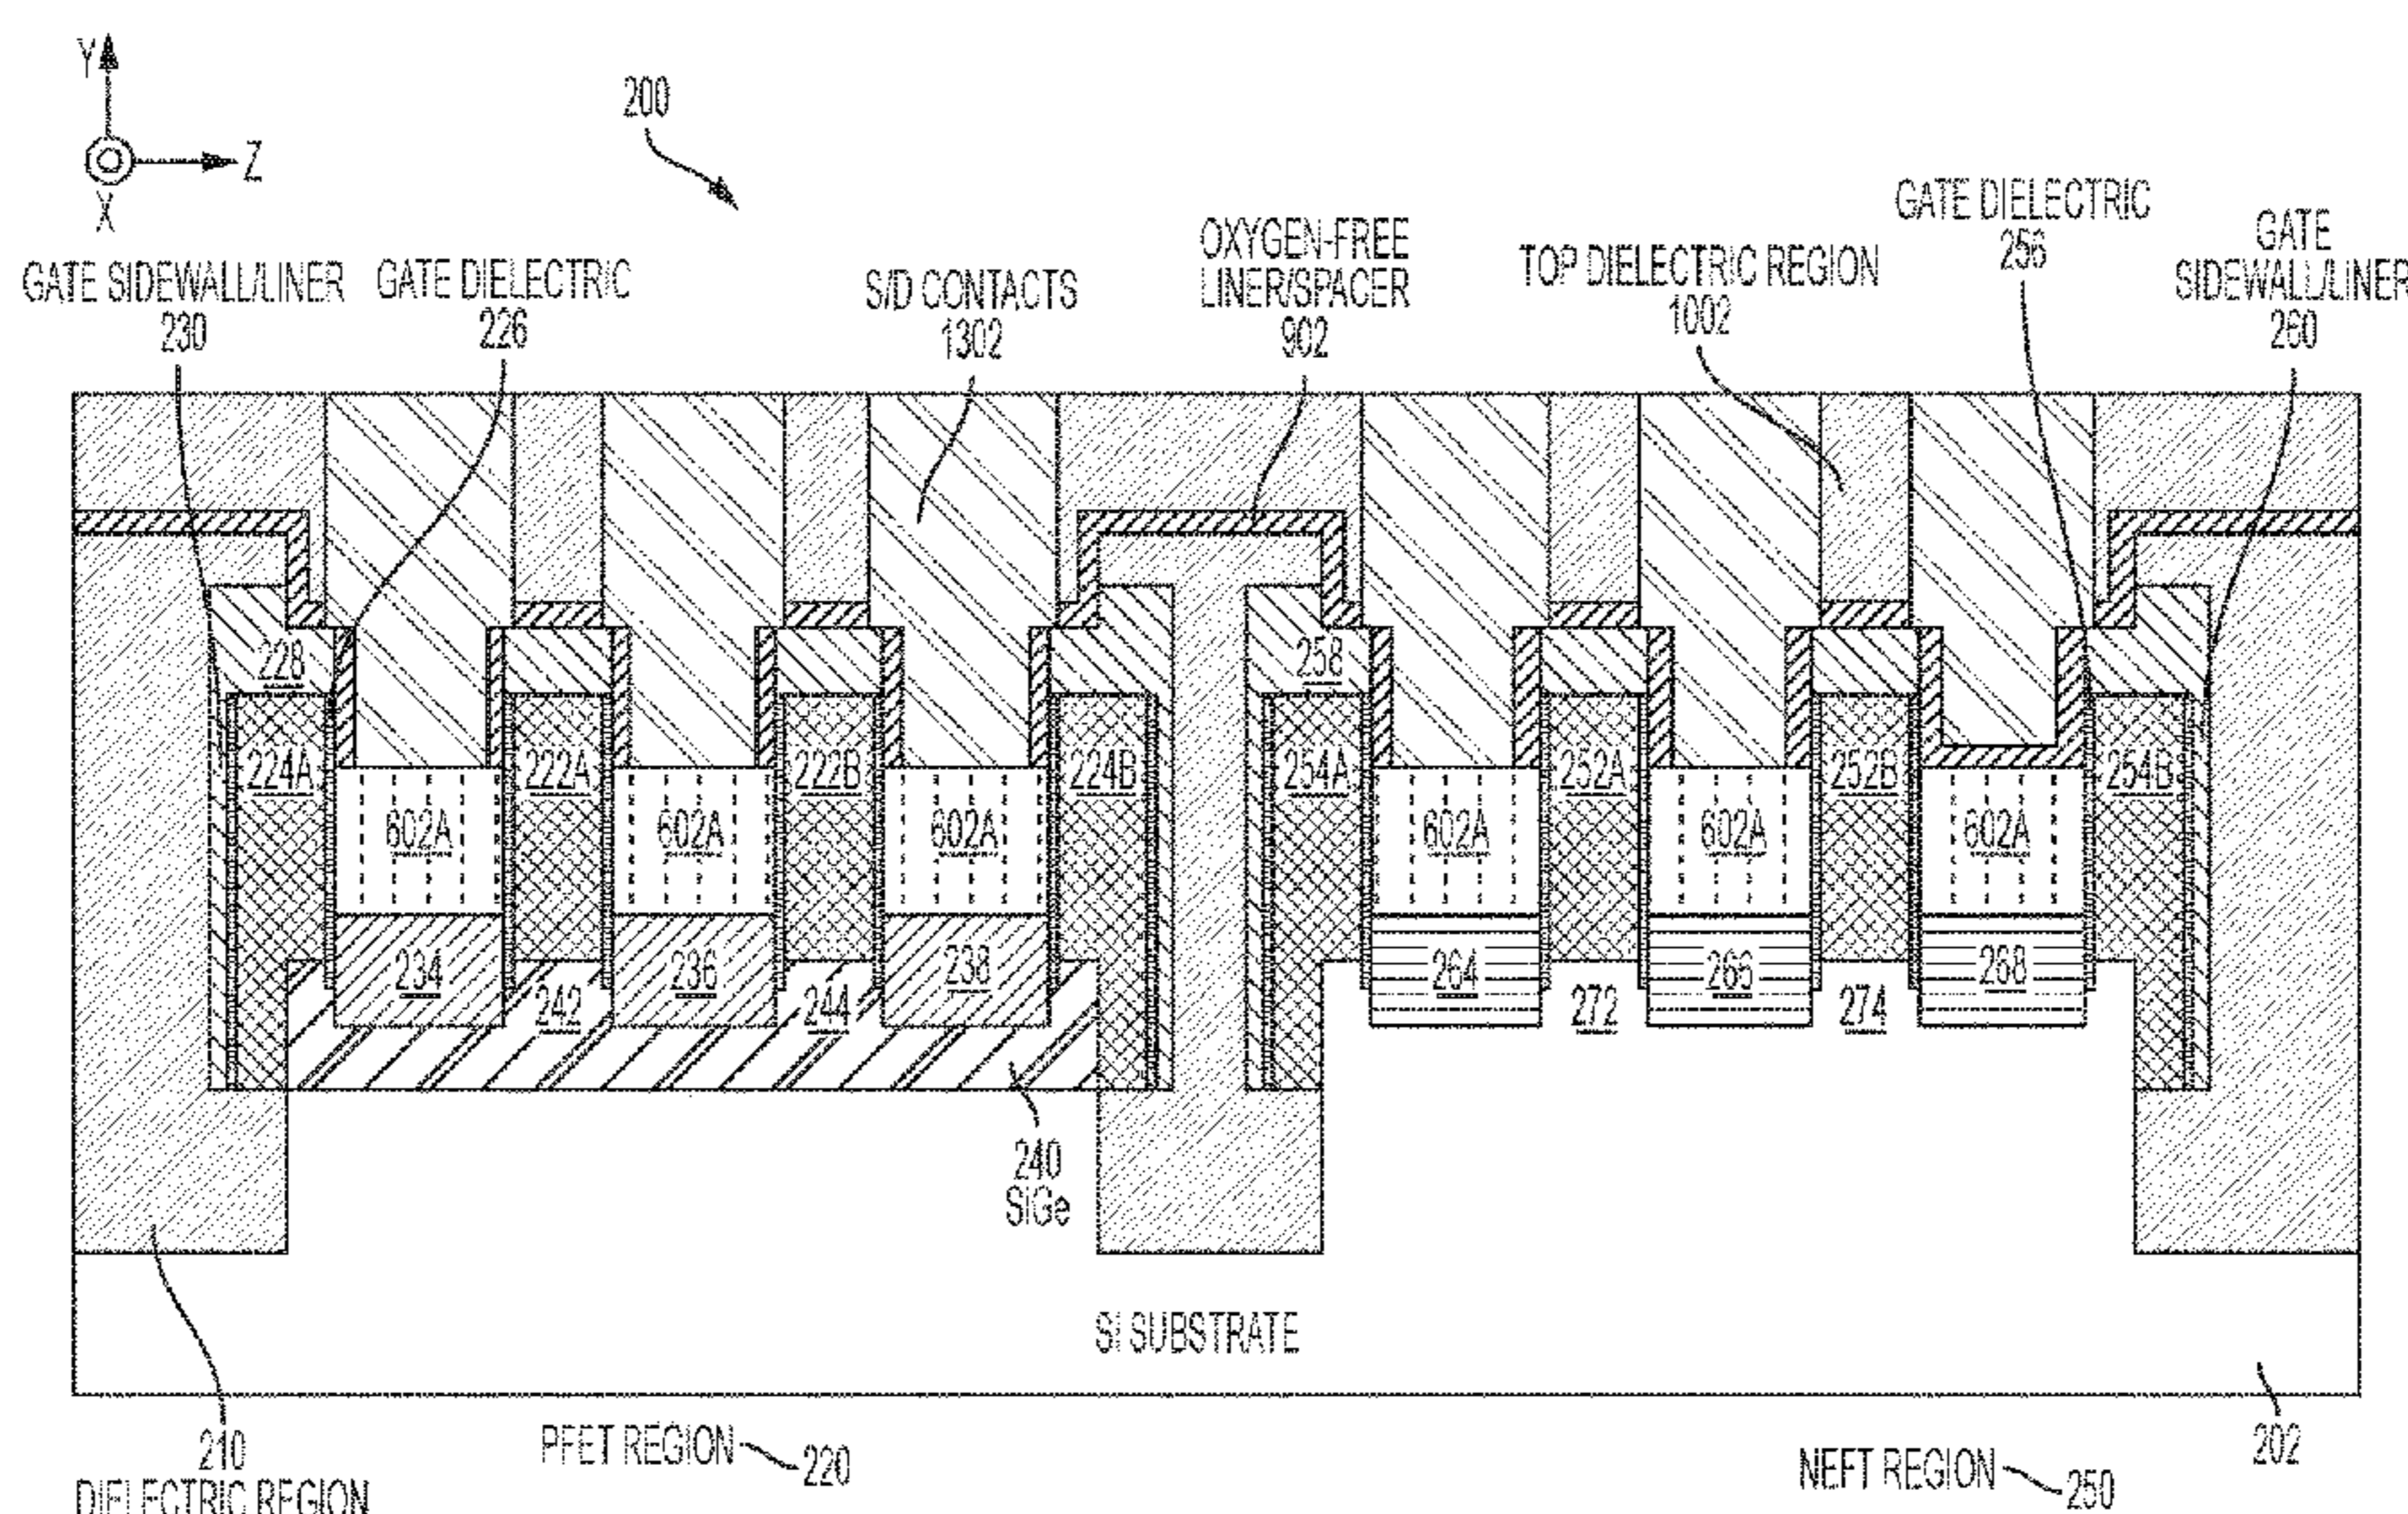 Y
Z
X
200
GATE SIDEWALL/LINER
230
GATE DIELECTRIC
226
S/D CONTACTS
1302
OXYGEN-FREE
LINER/SPACER
902
TOP DIELECTRIC REGION
1002
GATE DIELECTRIC
256
GATE
SIDEWALL/LINER
260
228
258
224A
222A
222B
224B
254A
252A
252B
254B
602A
602A
602A
602A
602A
602A
234
236
238
264
266
268
242
244
272
274
240
SiGe
SI SUBSTRATE
210
DIELECTRIC REGION
PFET REGION
220
NEFT REGION
250
202